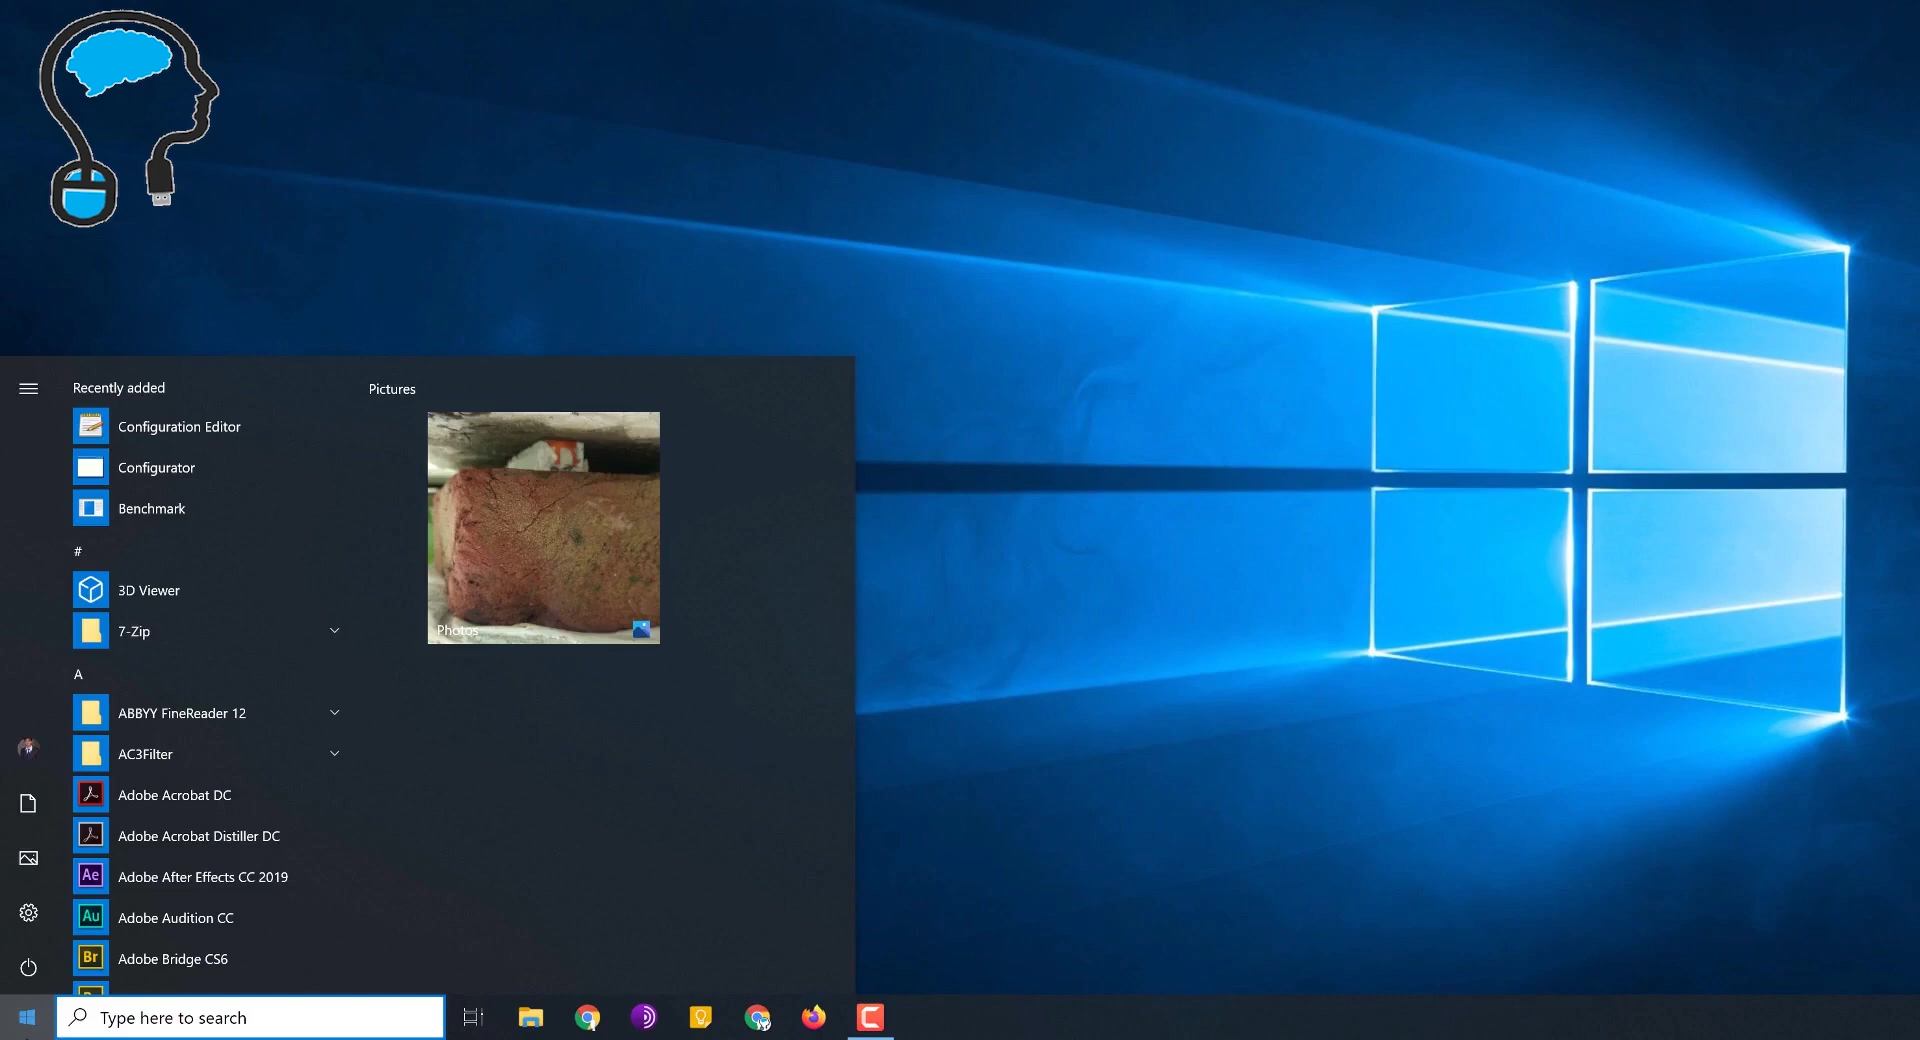 Recently added
Configuration Editor
Configurator
Benchmark
#
3D Viewer
7-Zip
A
ABBYY FineReader 12
AC3Filter
Adobe Acrobat DC
Adobe Acrobat Distiller DC
Ae Adobe After Effects CC 2019
Au Adobe Audition CC
Br Adobe Bridge CS6
Pictures
Photos
Type here to search